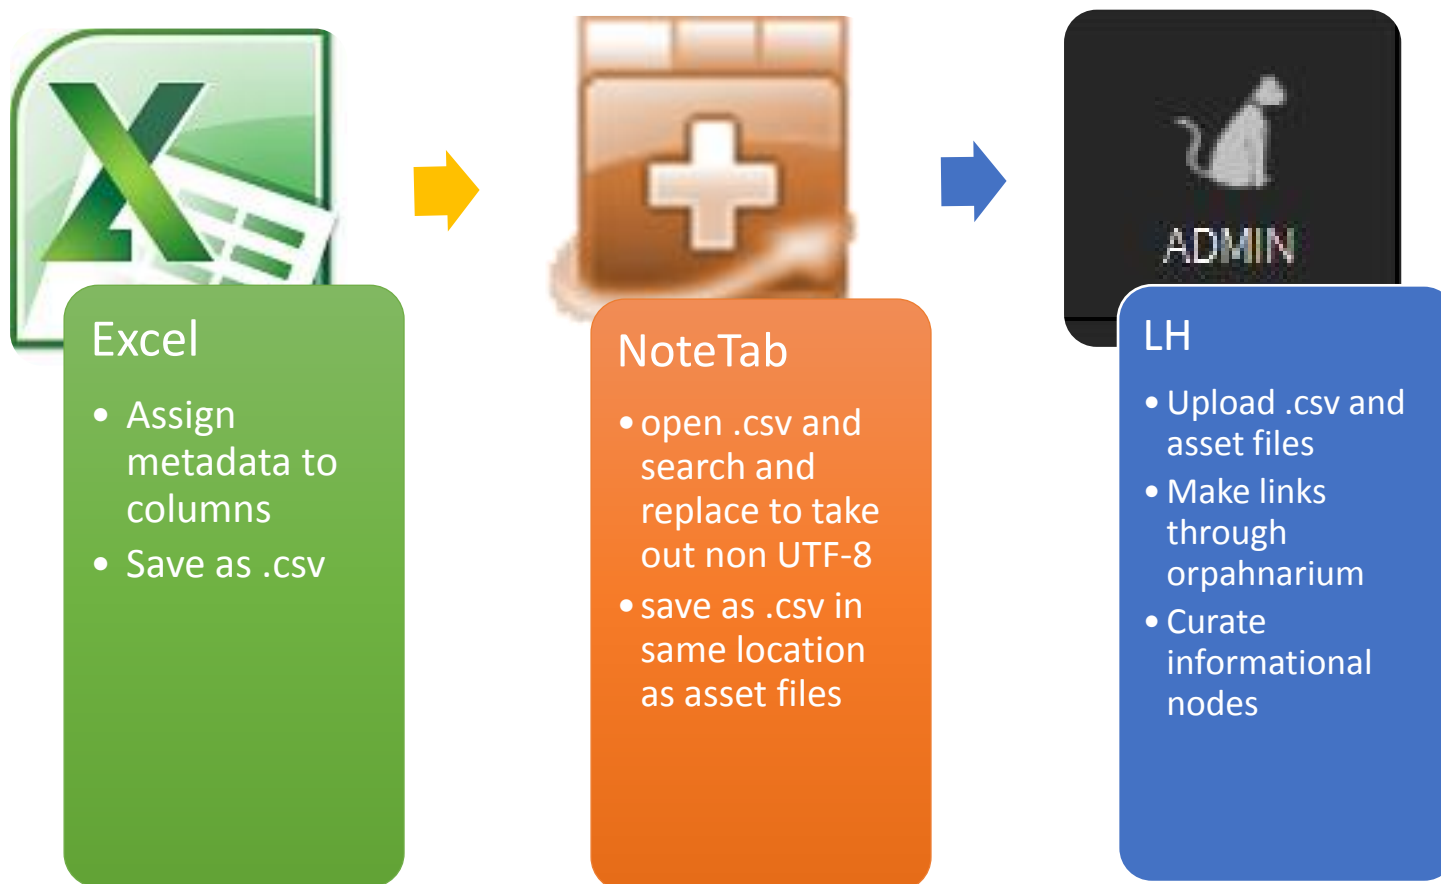 ADMIN
Excel
• Assign
metadata to
columns
• Save as .csv
NoteTab
• open .csv and
search and
replace to take
out non UTF-8
• save as .csv in
same location
as asset files
LH
• Upload .csv and
asset files
• Make links
through
orpahnarium
• Curate
informational
nodes